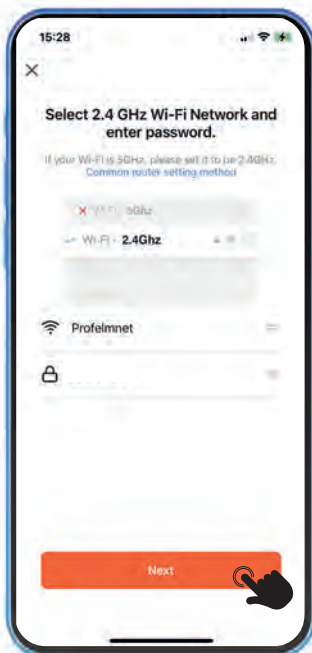 15:28
Select 2.4 GHz Wi-Fi Network and
enter password.
If your Wi-Fi is 5GHz, please set it to be 2.4GHz.
Common router setting method
Wi-Fi - 5Ghz
Wi-Fi - 2.4Ghz
Profelmnet
Next